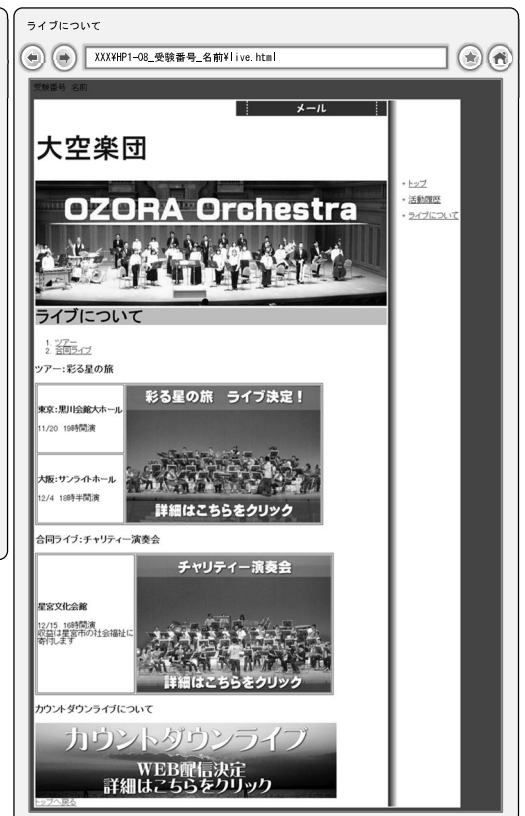 ライブについて
XXX¥HP1-08_受験番号_名前¥live.html
受験番号 名前
メール
大空楽団
トップ
活動履歴
ライブについて
OZORA Orchestra
ライブについて
1. ツアー
2. 合同ライブ
ツアー:彩る星の旅
彩る星の旅 ライブ決定!
東京:黒川会館大ホール
11/20 19時開演
大阪:サンライトホール
12/4 18時半開演
詳細はこちらをクリック
合同ライブ:チャリティー演奏会
チャリティー演奏会
星宮文化会館
12/15 16時開演
収益は星宮市の社会福祉に
寄付します
詳細はこちらをクリック
カウントダウンライブについて
カウントダウンライブ
WEB配信決定
詳細はこちらをクリック
トップへ戻る